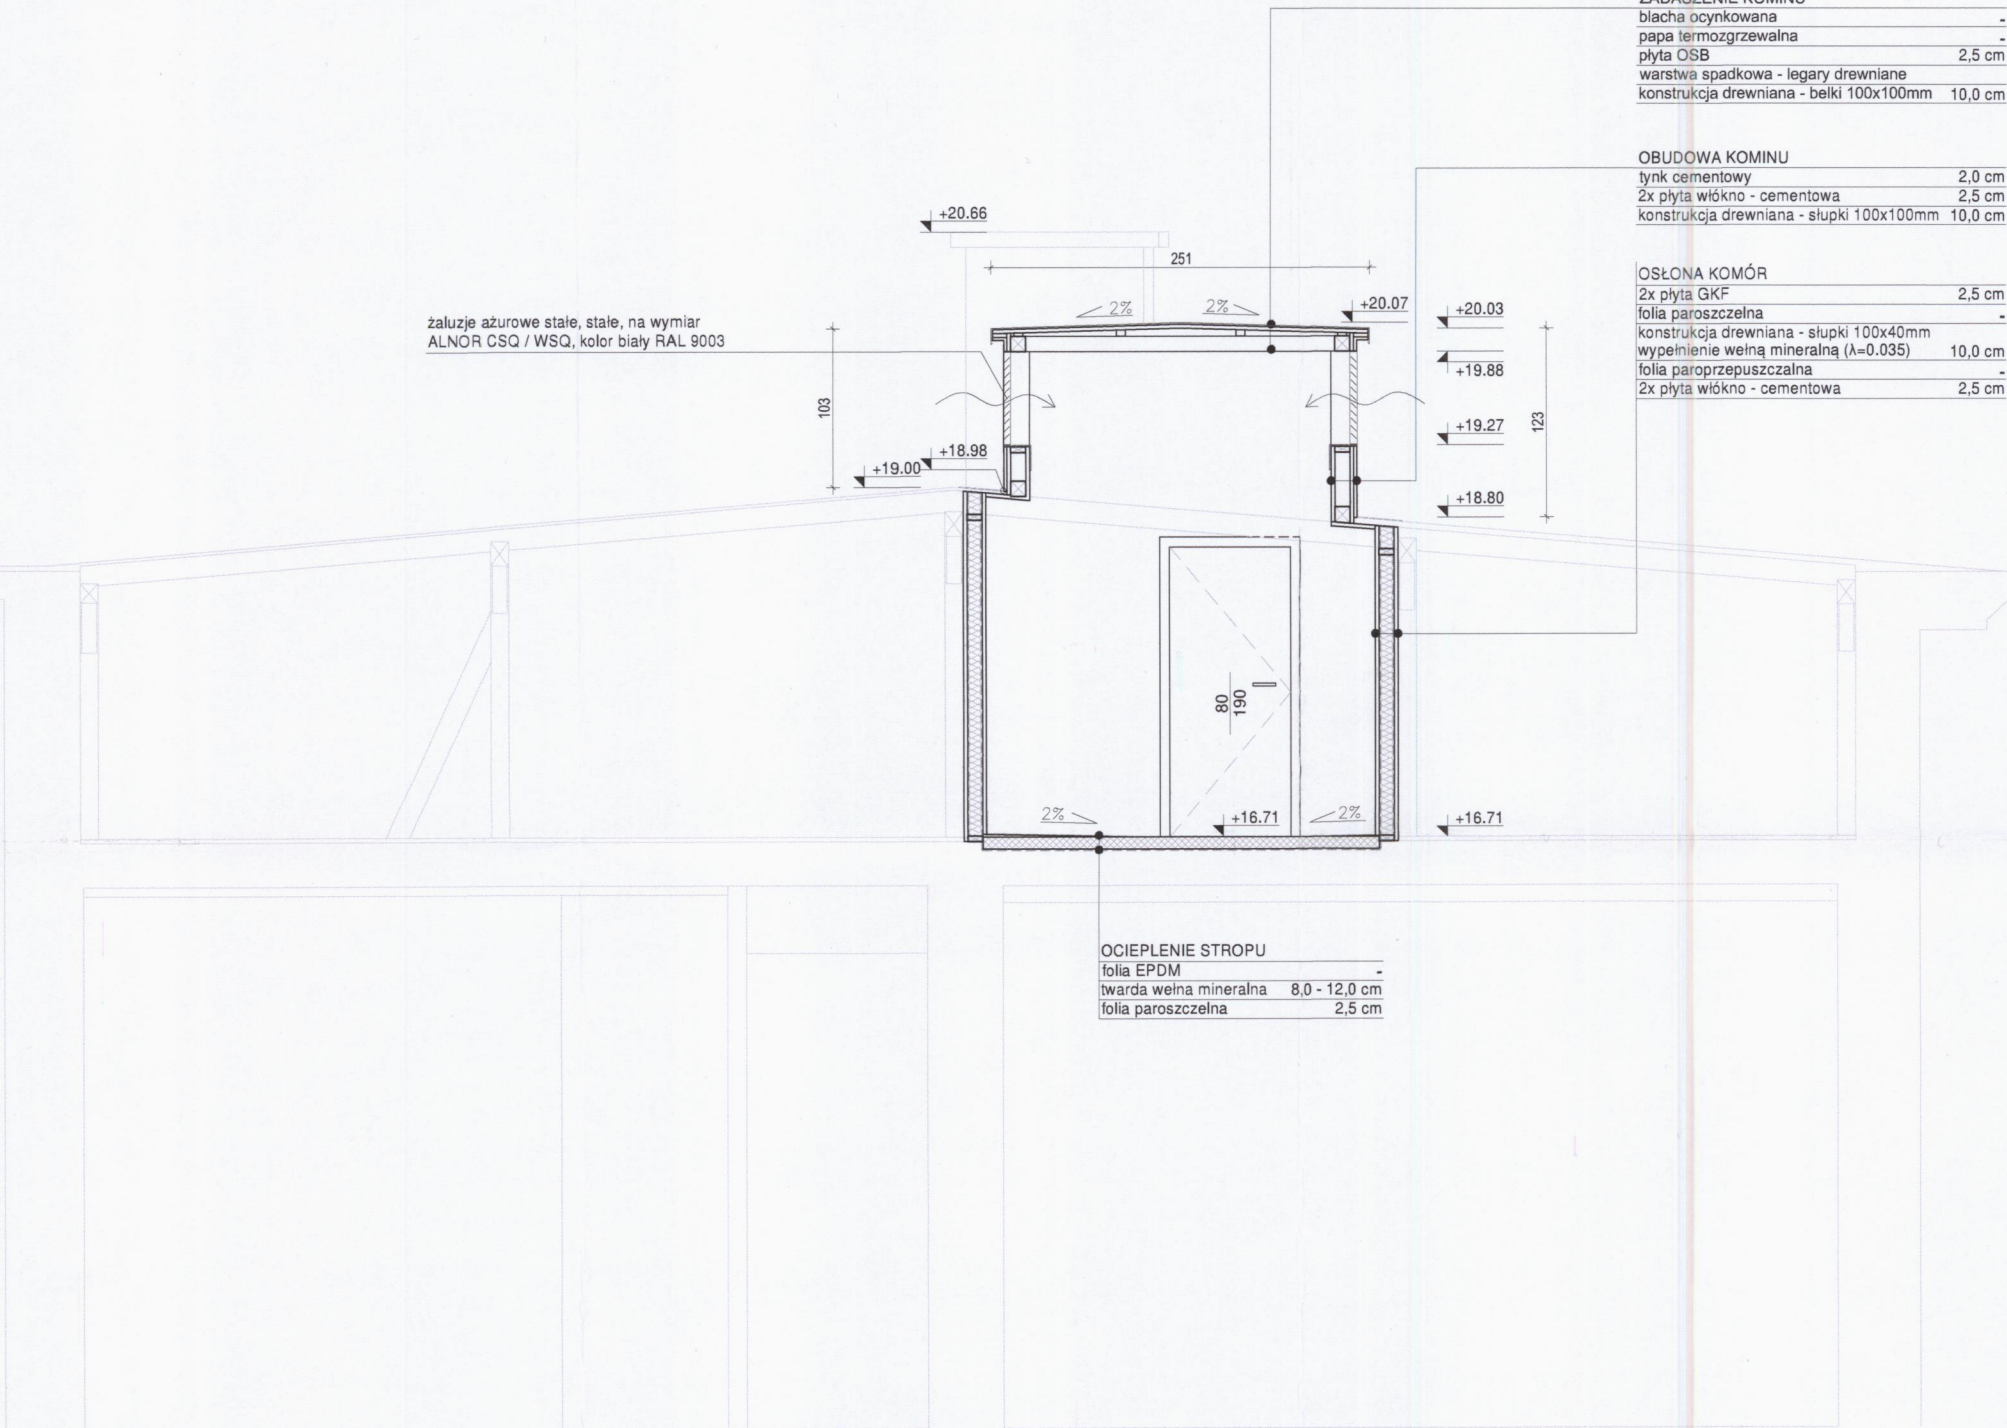 ZADASZENIE KOMINU
blacha ocynkowana -
papa termozgrzewalna -
płyta OSB 2,5 cm
warstwa spadkowa - legary drewniane
konstrukcja drewniana - belki 100x100mm 10,0 cm
OBUDOWA KOMINU
tynk cementowy 2,0 cm
2x płyta włókno - cementowa 2,5 cm
konstrukcja drewniana - słupki 100x100mm 10,0 cm
OSŁONA KOMÓR
2x płyta GKF 2,5 cm
folia paroszczelna -
konstrukcja drewniana - słupki 100x40mm
wypełnienie wełną mineralną (λ=0.035) 10,0 cm
folia paroprzepuszczalna -
2x płyta włókno - cementowa 2,5 cm
+20.66
251
2% 2%
+20.07
+20.03
żaluzje ażurowe stałe, stałe, na wymiar
ALNOR CSQ / WSQ, kolor biały RAL 9003
+19.88
103
123
+19.27
+18.98
+19.00
+18.80
80
190
2%
+16.71
2%
+16.71
OCIEPLENIE STROPU
folia EPDM -
twarda wełna mineralna 8,0 - 12,0 cm
folia paroszczelna 2,5 cm